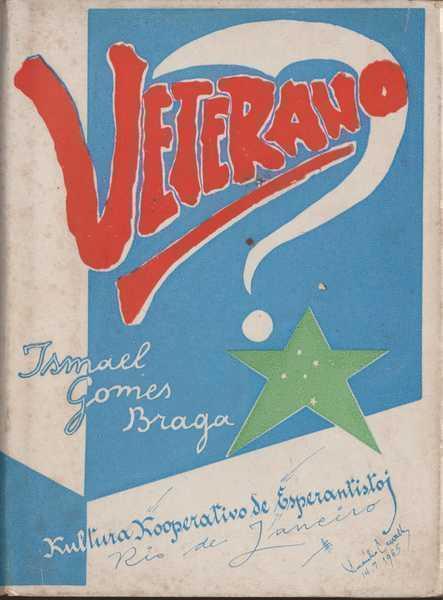 VETERANO?
Ismael
Gomes
Braga
Kultura Kooperativo de Esperantistoj
Rio de Janeiro